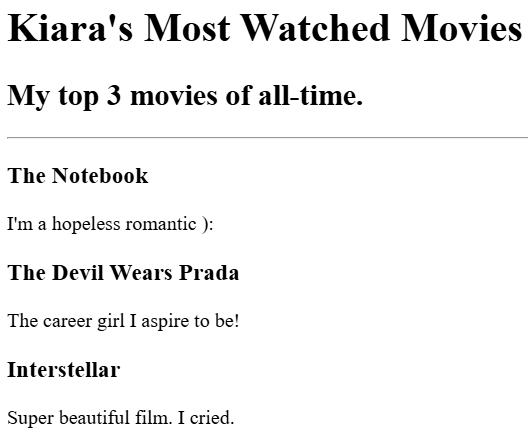 Kiara's Most Watched Movies
My top 3 movies of all-time.
The Notebook
I'm a hopeless romantic ):
The Devil Wears Prada
The career girl I aspire to be!
Interstellar
Super beautiful film. I cried.